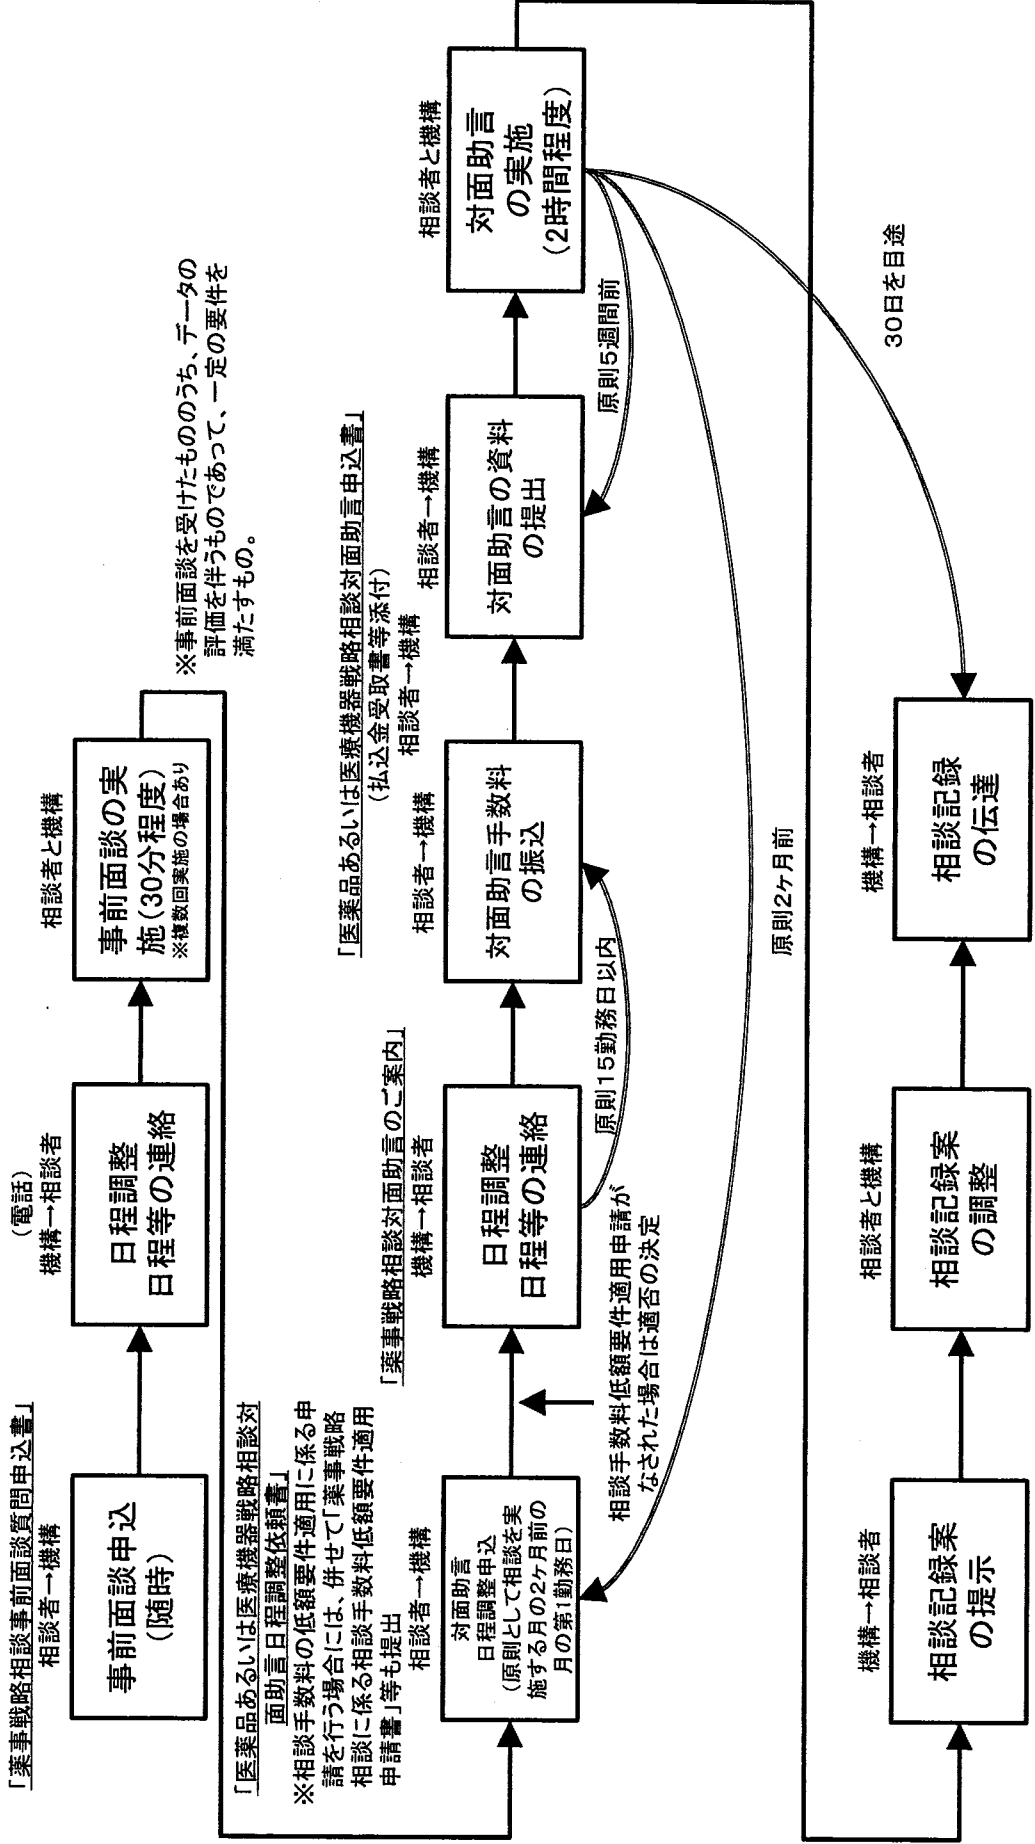 「薬事戦略相談事前面談質問申込書」
相談者→機構
事前面談申込
(随時)
(電話)
機構→相談者
日程調整
日程等の連絡
相談者と機構
事前面談の実
施(30分程度)
※複数回実施の場合あり
※事前面談を受けたもののうち、データの
評価を伴うものであって、一定の要件を
満たすもの。
「医薬品あるいは医療機器戦略相談対
面助言日程調整依頼書」
※相談手数料の低額要件適用に係る申
請を行う場合には、併せて「薬事戦略
相談に係る相談手数料低額要件適用
申請書」等も提出
相談者→機構
対面助言
日程調整申込
(原則として相談を実
施する月の2ヶ月前の
月の第1勤務日)
相談手数料低額要件適用申請が
なされた場合は適否の決定
「薬事戦略相談対面助言のご案内」
機構→相談者
日程調整
日程等の連絡
原則15勤務日以内
「医薬品あるいは医療機器戦略相談対面助言申込書」
(払込金受取書等添付)
相談者→機構
相談者→機構
対面助言手数料
の振込
相談者→機構
対面助言の資料
の提出
原則5週間前
相談者と機構
対面助言
の実施
(2時間程度)
原則2ヶ月前
30日を目途
機構→相談者
相談記録案
の提示
相談者と機構
相談記録案
の調整
機構→相談者
相談記録
の伝達